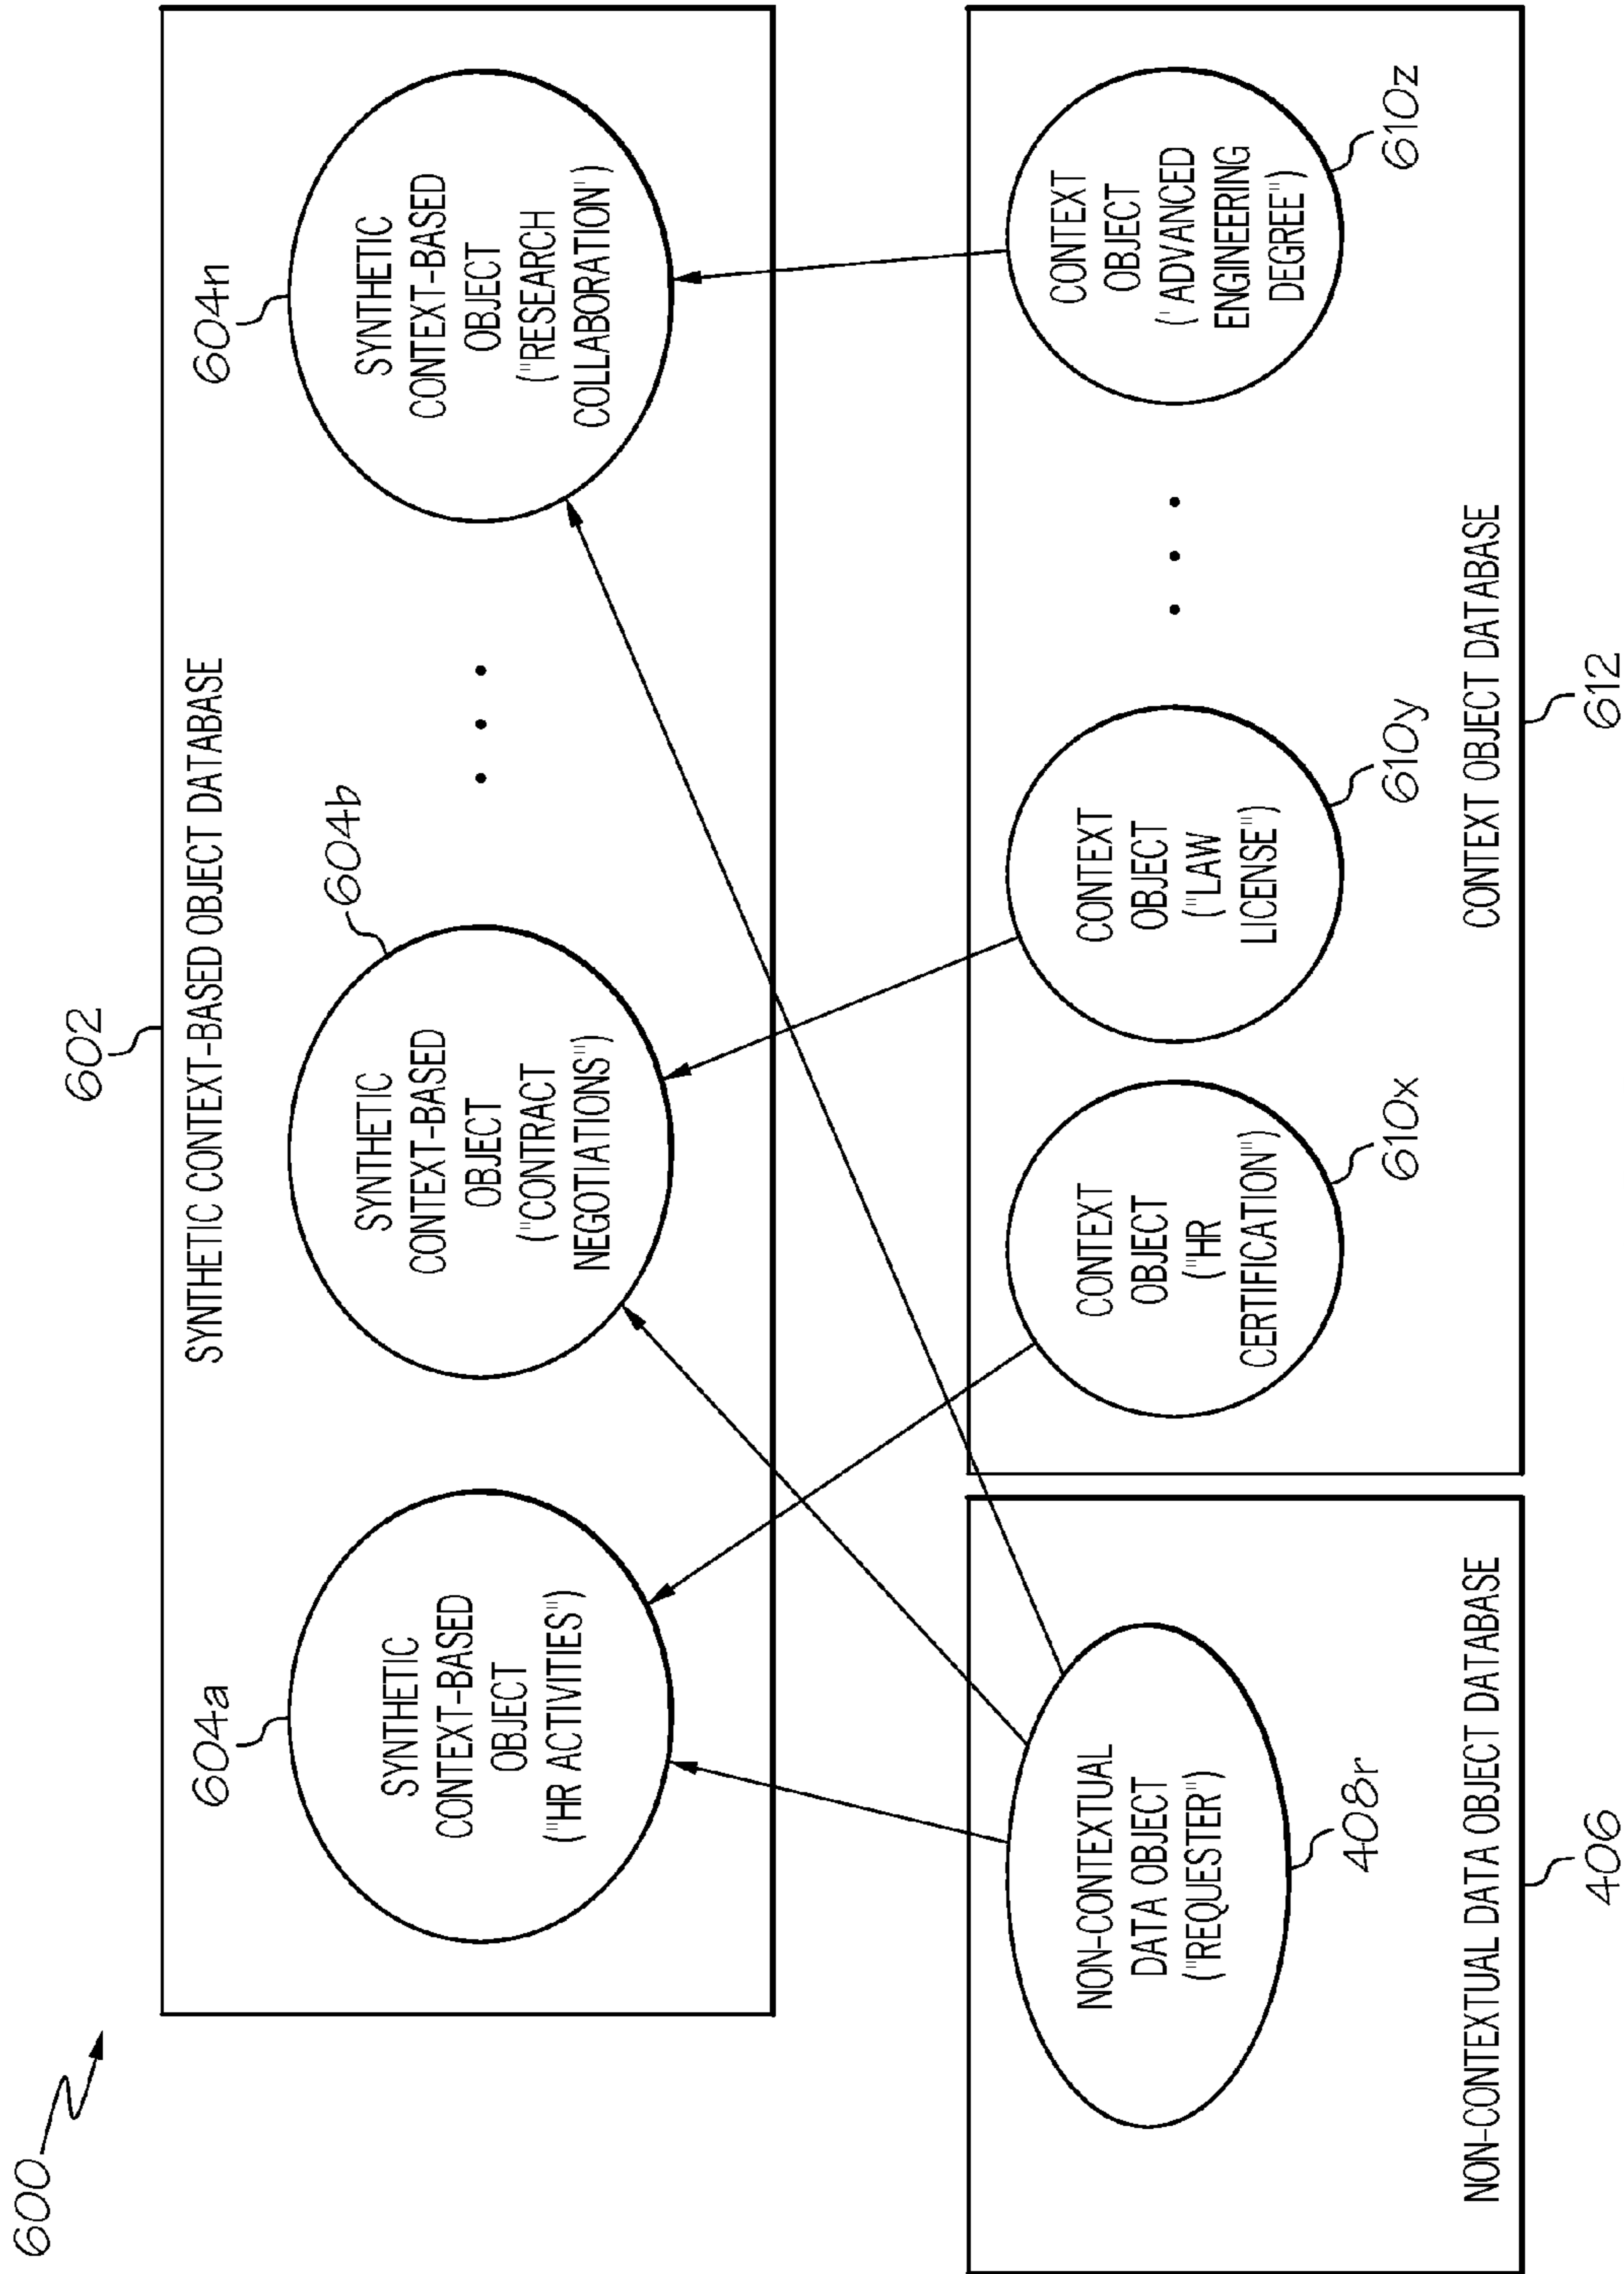 600
602
SYNTHETIC CONTEXT-BASED OBJECT DATABASE
604a
SYNTHETIC
CONTEXT-BASED
OBJECT
("HR ACTIVITIES")
604b
SYNTHETIC
CONTEXT-BASED
OBJECT
("CONTRACT
NEGOTIATIONS")
. . .
604n
SYNTHETIC
CONTEXT-BASED
OBJECT
("RESEARCH
COLLABORATION')
NON-CONTEXTUAL
DATA OBJECT
("REQUESTER")
408r
NON-CONTEXTUAL DATA OBJECT DATABASE
406
CONTEXT
OBJECT
("HR
CERTIFICATION")
610x
CONTEXT
OBJECT
("LAW
LICENSE")
610y
. . .
CONTEXT
OBJECT
('ADVANCED
ENGINEERING
DEGREE")
610z
CONTEXT OBJECT DATABASE
612